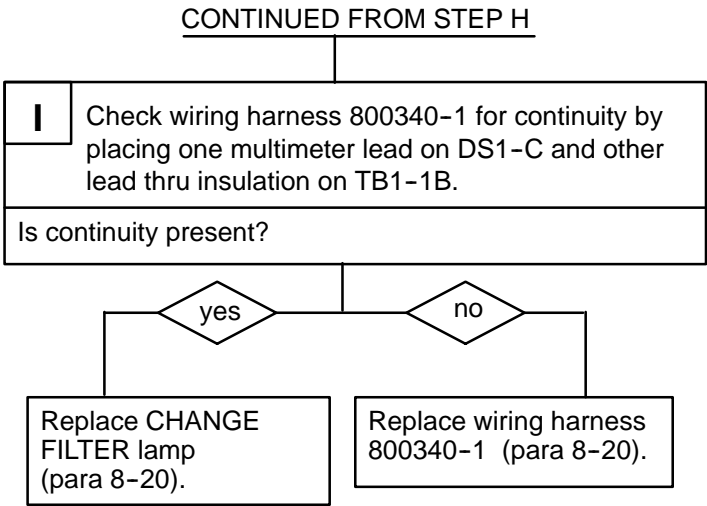 CONTINUED FROM STEP H
I
Check wiring harness 800340-1 for continuity by
placing one multimeter lead on DS1-C and other
lead thru insulation on TB1-1B.
Is continuity present?
yes
no
Replace CHANGE
FILTER lamp
(para 8-20).
Replace wiring harness
800340-1 (para 8-20).